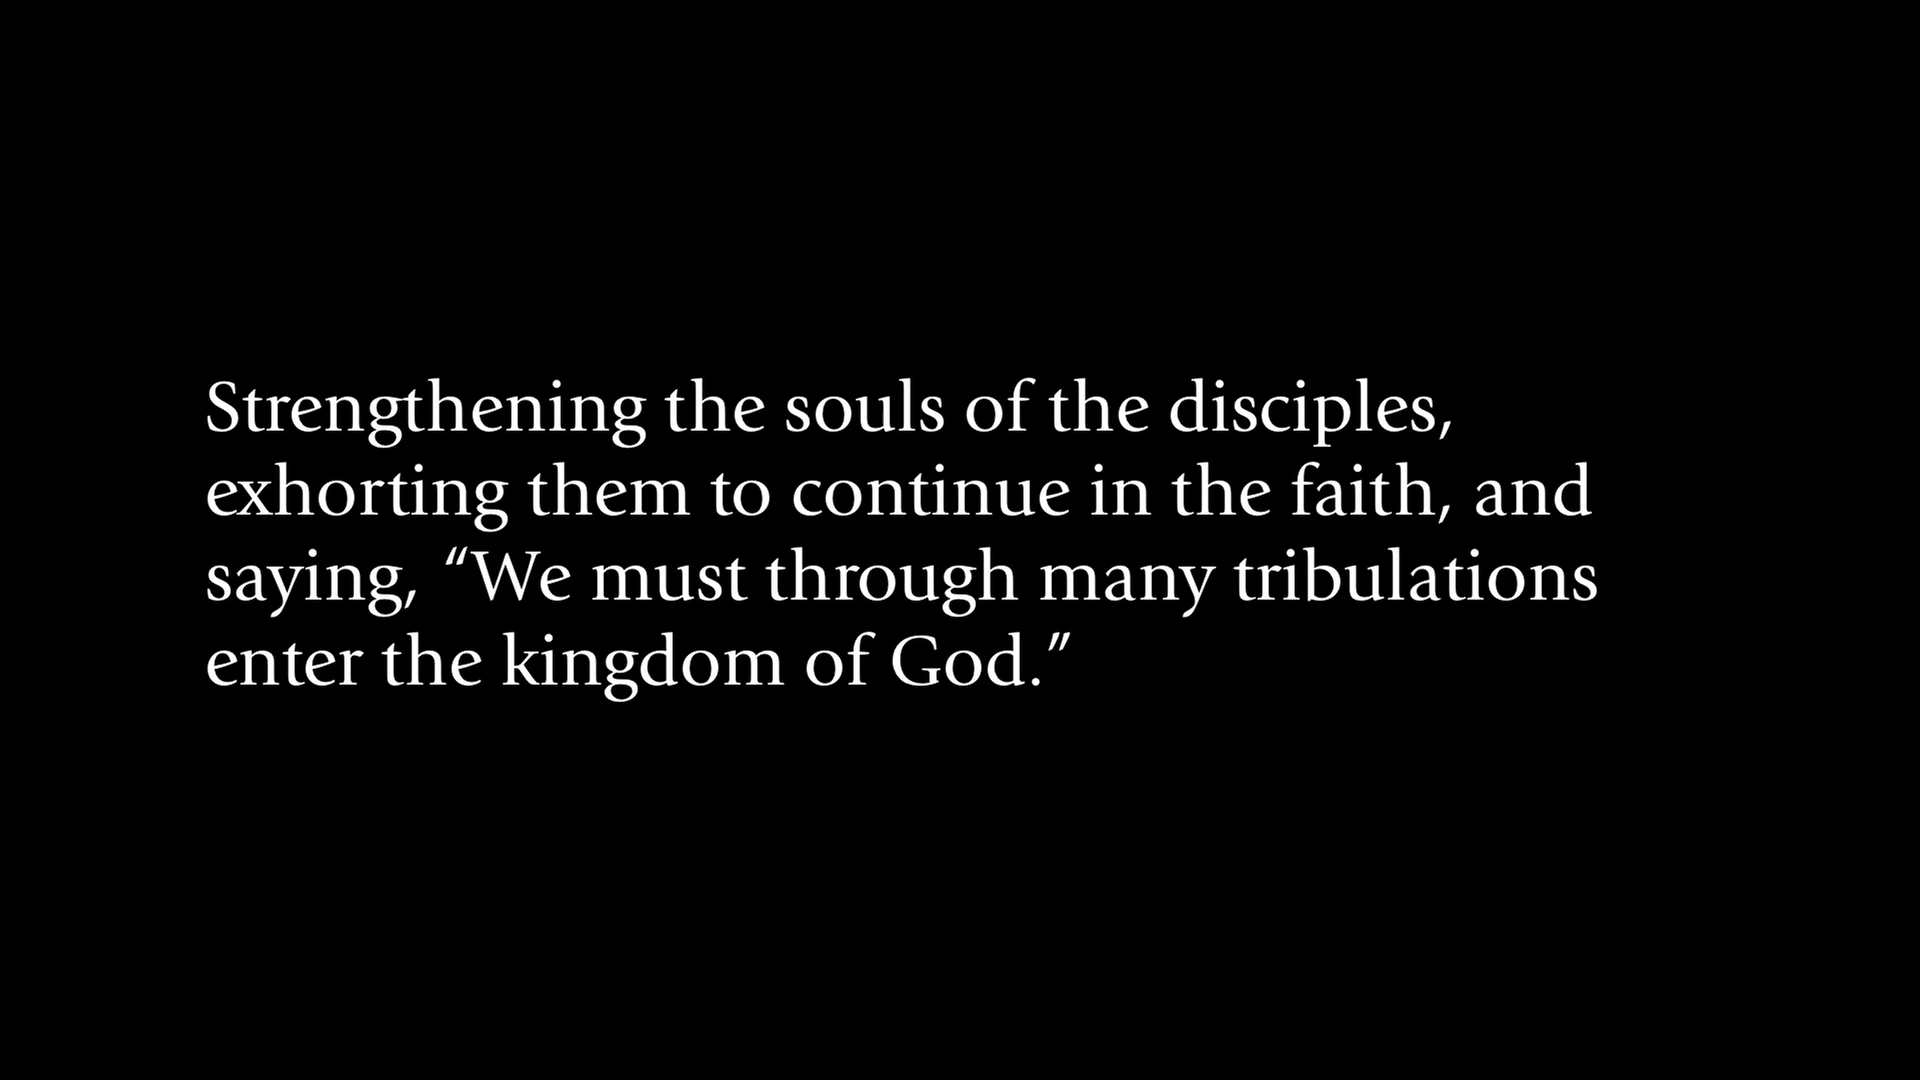 Strengthening the souls of the disciples,
exhorting them to continue in the faith, and
saying, “We must through many tribulations
enter the kingdom of God.”